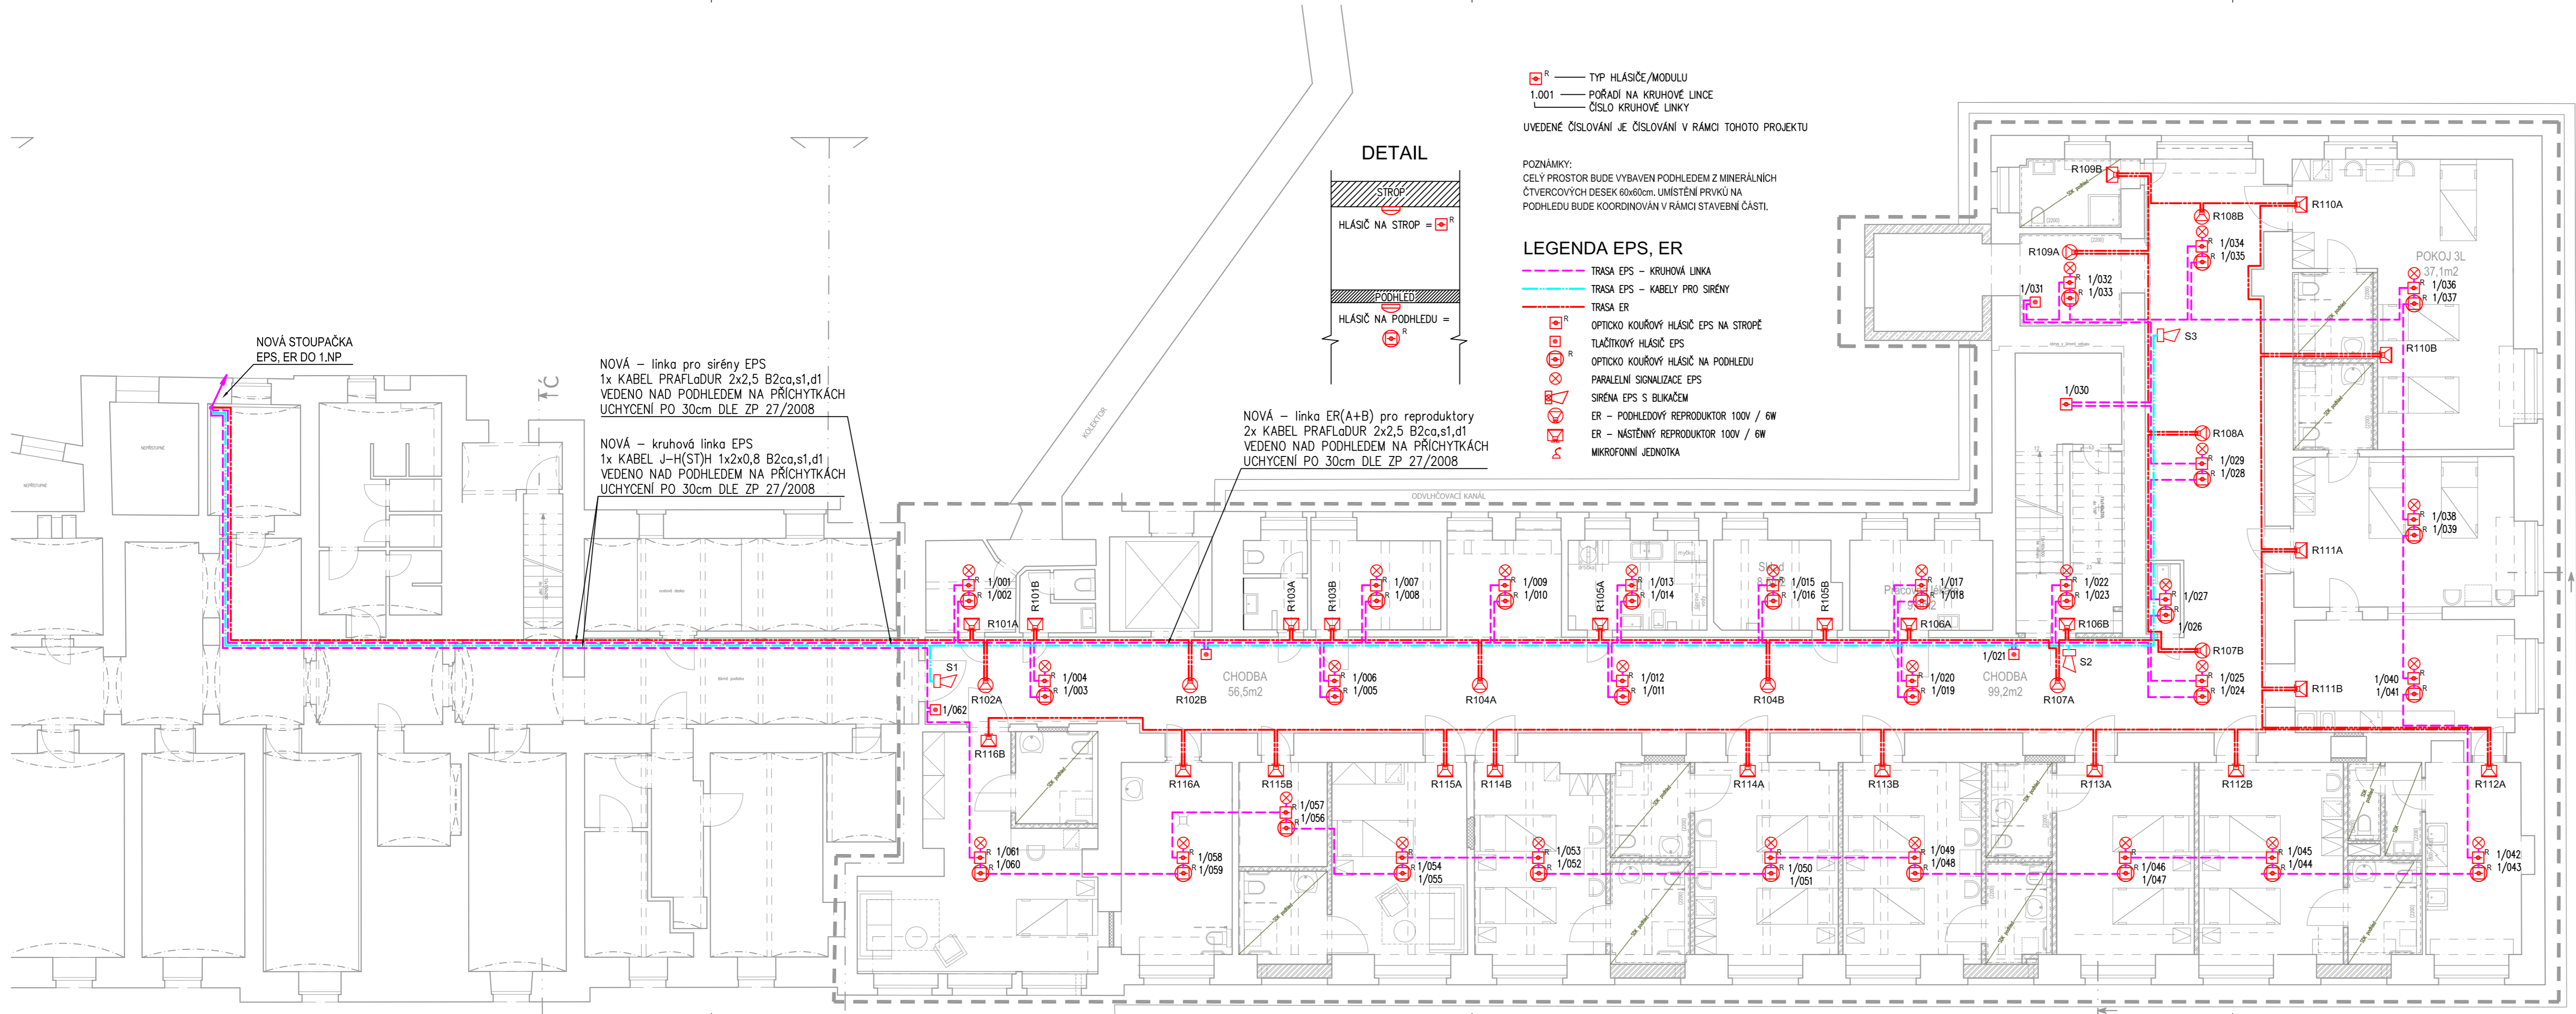 TYP HLÁSIČE/MODULU
R
1.001
POŘADÍ NA KRUHOVÉ LINCE
ČÍSLO KRUHOVÉ LINKY
UVEDENÉ ČÍSLOVÁNÍ JE ČÍSLOVÁNÍ V RÁMCI TOHOTO PROJEKTU
POZNÁMKY:
CELÝ PROSTOR BUDE VYBAVEN PODHLEDEM Z MINERÁLNÍCH
ČTVERCOVÝCH DESEK 60x60cm. UMÍSTĚNÍ PRVKŮ NA
PODHLEDU BUDE KOORDINOVÁN V RÁMCI STAVEBNÍ ČÁSTI.
DETAIL
STROP
HLÁSIČ NA STROP =
R
PODHLED
HLÁSIČ NA PODHLEDU =
R
LEGENDA EPS, ER
TRASA EPS – KRUHOVÁ LINKA
TRASA EPS – KABELY PRO SIRÉNY
TRASA ER
R
OPTICKO KOUŘOVÝ HLÁSIČ EPS NA STROPĚ
TLAČÍTKOVÝ HLÁSIČ EPS
R
OPTICKO KOUŘOVÝ HLÁSIČ NA PODHLEDU
PARALELNÍ SIGNALIZACE EPS
SIRÉNA EPS S BLIKAČEM
ER – PODHLEDOVÝ REPRODUKTOR 100V / 6W
ER – NÁSTĚNNÝ REPRODUKTOR 100V / 6W
MIKROFONNÍ JEDNOTKA
NOVÁ STOUPAČKA
EPS, ER DO 1.NP
NOVÁ – linka pro sirény EPS
1x KABEL PRAFLaDUR 2x2,5 B2ca,s1,d1
VEDENO NAD PODHLEDEM NA PŘÍCHYTKÁCH
UCHYCENÍ PO 30cm DLE ZP 27/2008
NOVÁ – kruhová linka EPS
1x KABEL J–H(ST)H 1x2x0,8 B2ca,s1,d1
VEDENO NAD PODHLEDEM NA PŘÍCHYTKÁCH
UCHYCENÍ PO 30cm DLE ZP 27/2008
NOVÁ – linka ER(A+B) pro reproduktory
2x KABEL PRAFLaDUR 2x2,5 B2ca,s1,d1
VEDENO NAD PODHLEDEM NA PŘÍCHYTKÁCH
UCHYCENÍ PO 30cm DLE ZP 27/2008
KOLEKTOR
ODVLHČOVACÍ KANÁL
NEPŘÍSTUPNÉ
NEPŘÍSTUPNÉ
R109B
R110A
R108B
1/034
1/035
R109A
1/032
1/033
1/031
POKOJ 3L
37,1m2
1/036
1/037
S3
R110B
1/030
R108A
1/029
1/028
1/038
1/039
R111A
1/001
1/002
R101B
R101A
R103A
R103B
1/007
1/008
1/009
1/010
R105A
1/013
1/014
1/015
1/016
R105B
1/017
1/018
R106A
1/022
1/023
R106B
1/027
1/026
R107B
S1
1/062
R102A
1/004
1/003
R102B
CHODBA
56,5m2
1/006
1/005
R104A
1/012
1/011
R104B
1/020
1/019
1/021
CHODBA
99,2m2
S2
R107A
1/025
1/024
R111B
1/040
1/041
R116B
R116A
R115B
R115A
R114B
R114A
R113B
R113A
R112B
R112A
1/057
1/056
1/061
1/060
1/058
1/059
1/054
1/055
1/053
1/052
1/050
1/051
1/049
1/048
1/046
1/047
1/045
1/044
1/042
1/043